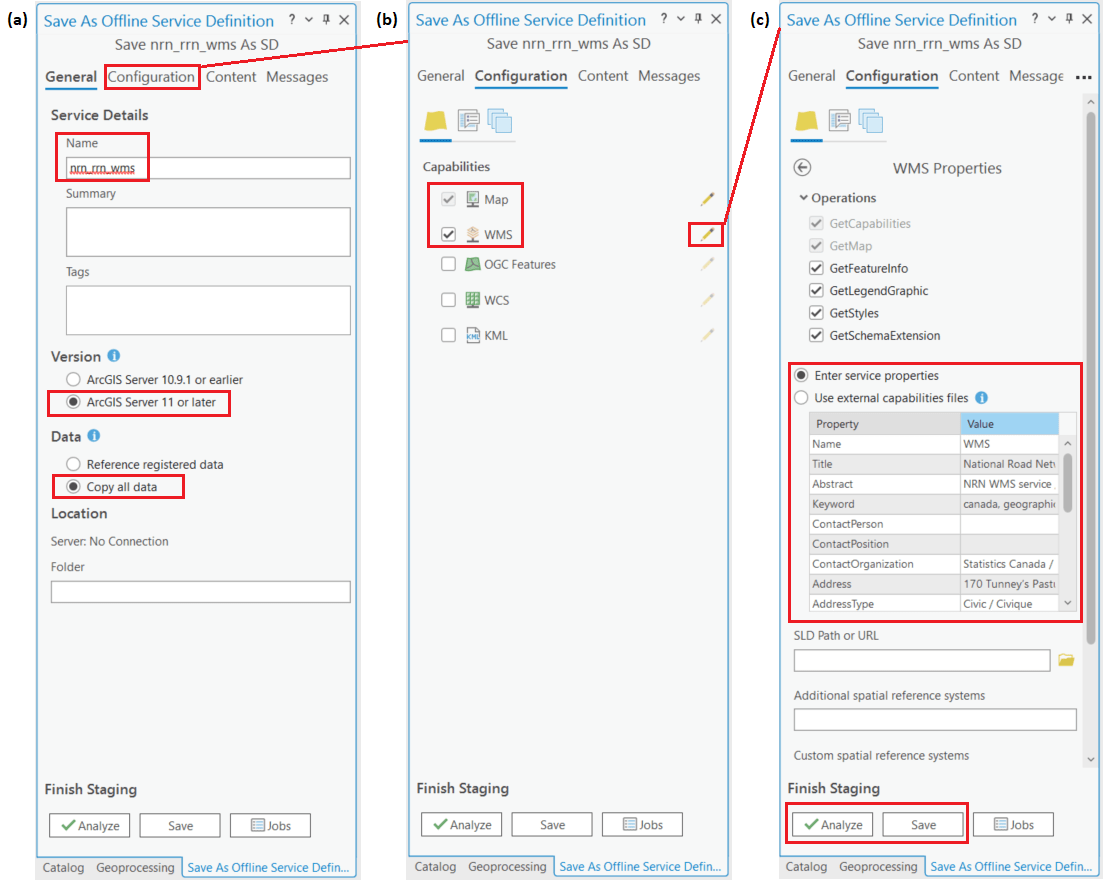 (a)
Save As Offline Service Definition ?
Save nrn_rrn_wms As SD
General Configuration Content Messages
Service Details
Name
nrn_rrn_wms
Summary
Tags
Version
ArcGIS Server 10.9.1 or earlier
ArcGIS Server 11 or later
Data
Reference registered data
Copy all data
Location
Server: No Connection
Folder
Finish Staging
Analyze Save Jobs
Catalog Geoprocessing Save As Offline Service Defin...
(b)
Save As Offline Service Definition ?
Save nrn_rrn_wms As SD
General Configuration Content Messages
Capabilities
Map
WMS
OGC Features
WCS
KML
Finish Staging
Analyze Save Jobs
Catalog Geoprocessing Save As Offline Service Defin...
(c)
Save As Offline Service Definition ?
Save nrn_rrn_wms As SD
General Configuration Content Message ...
WMS Properties
Operations
GetCapabilities
GetMap
GetFeatureInfo
GetLegendGraphic
GetStyles
GetSchemaExtension
Enter service properties
Use external capabilities files
Property Value
Name WMS
Title National Road Netv
Abstract NRN WMS service
Keyword canada, geographic
ContactPerson
ContactPosition
ContactOrganization Statistics Canada /
Address 170 Tunney's Pastu
AddressType Civic / Civique
SLD Path or URL
Additional spatial reference systems
Custom spatial reference systems
Finish Staging
Analyze Save Jobs
Catalog Geoprocessing Save As Offline Service Defin...